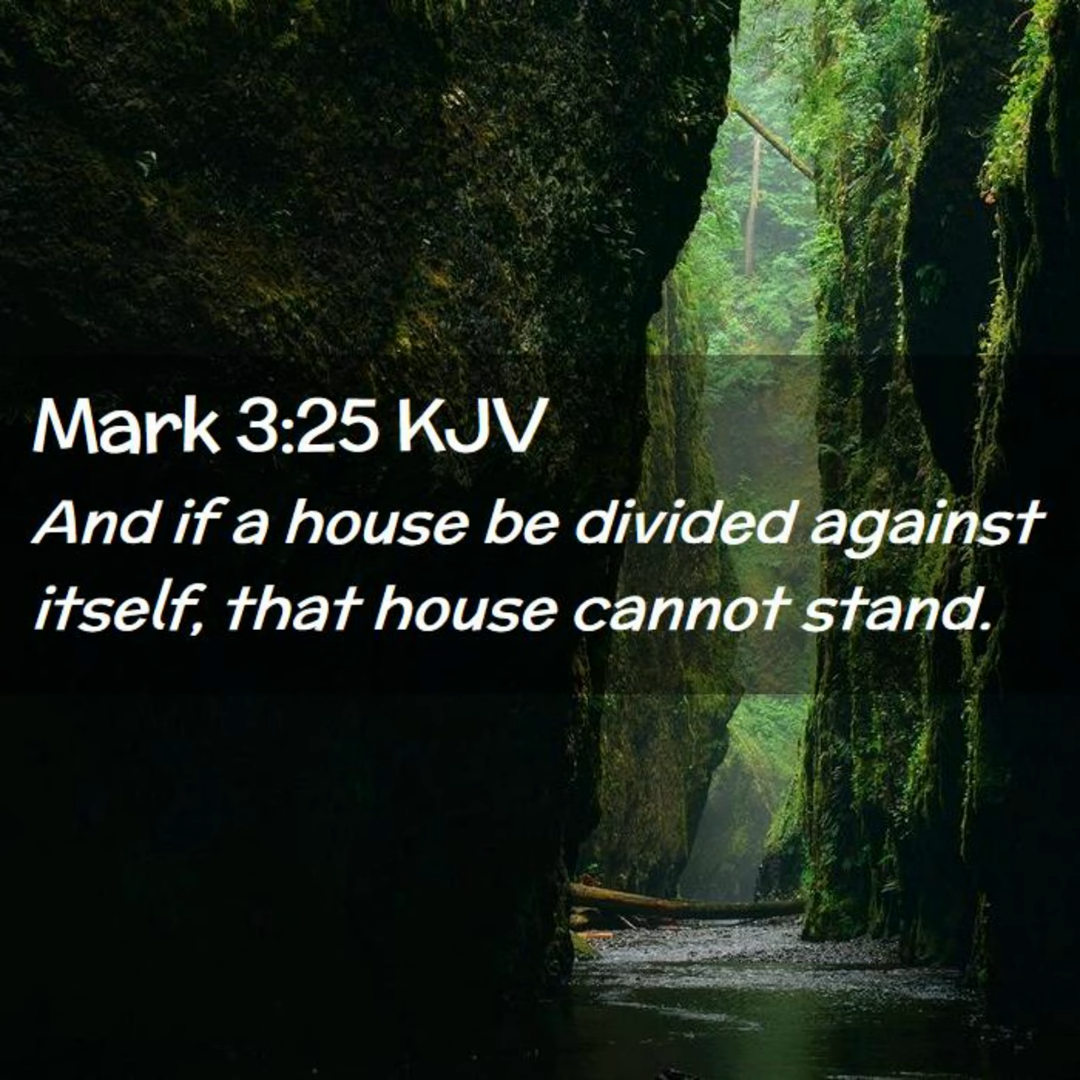 Mark 3:25 KJV
And if a house be divided against
itself, that house cannot stand.